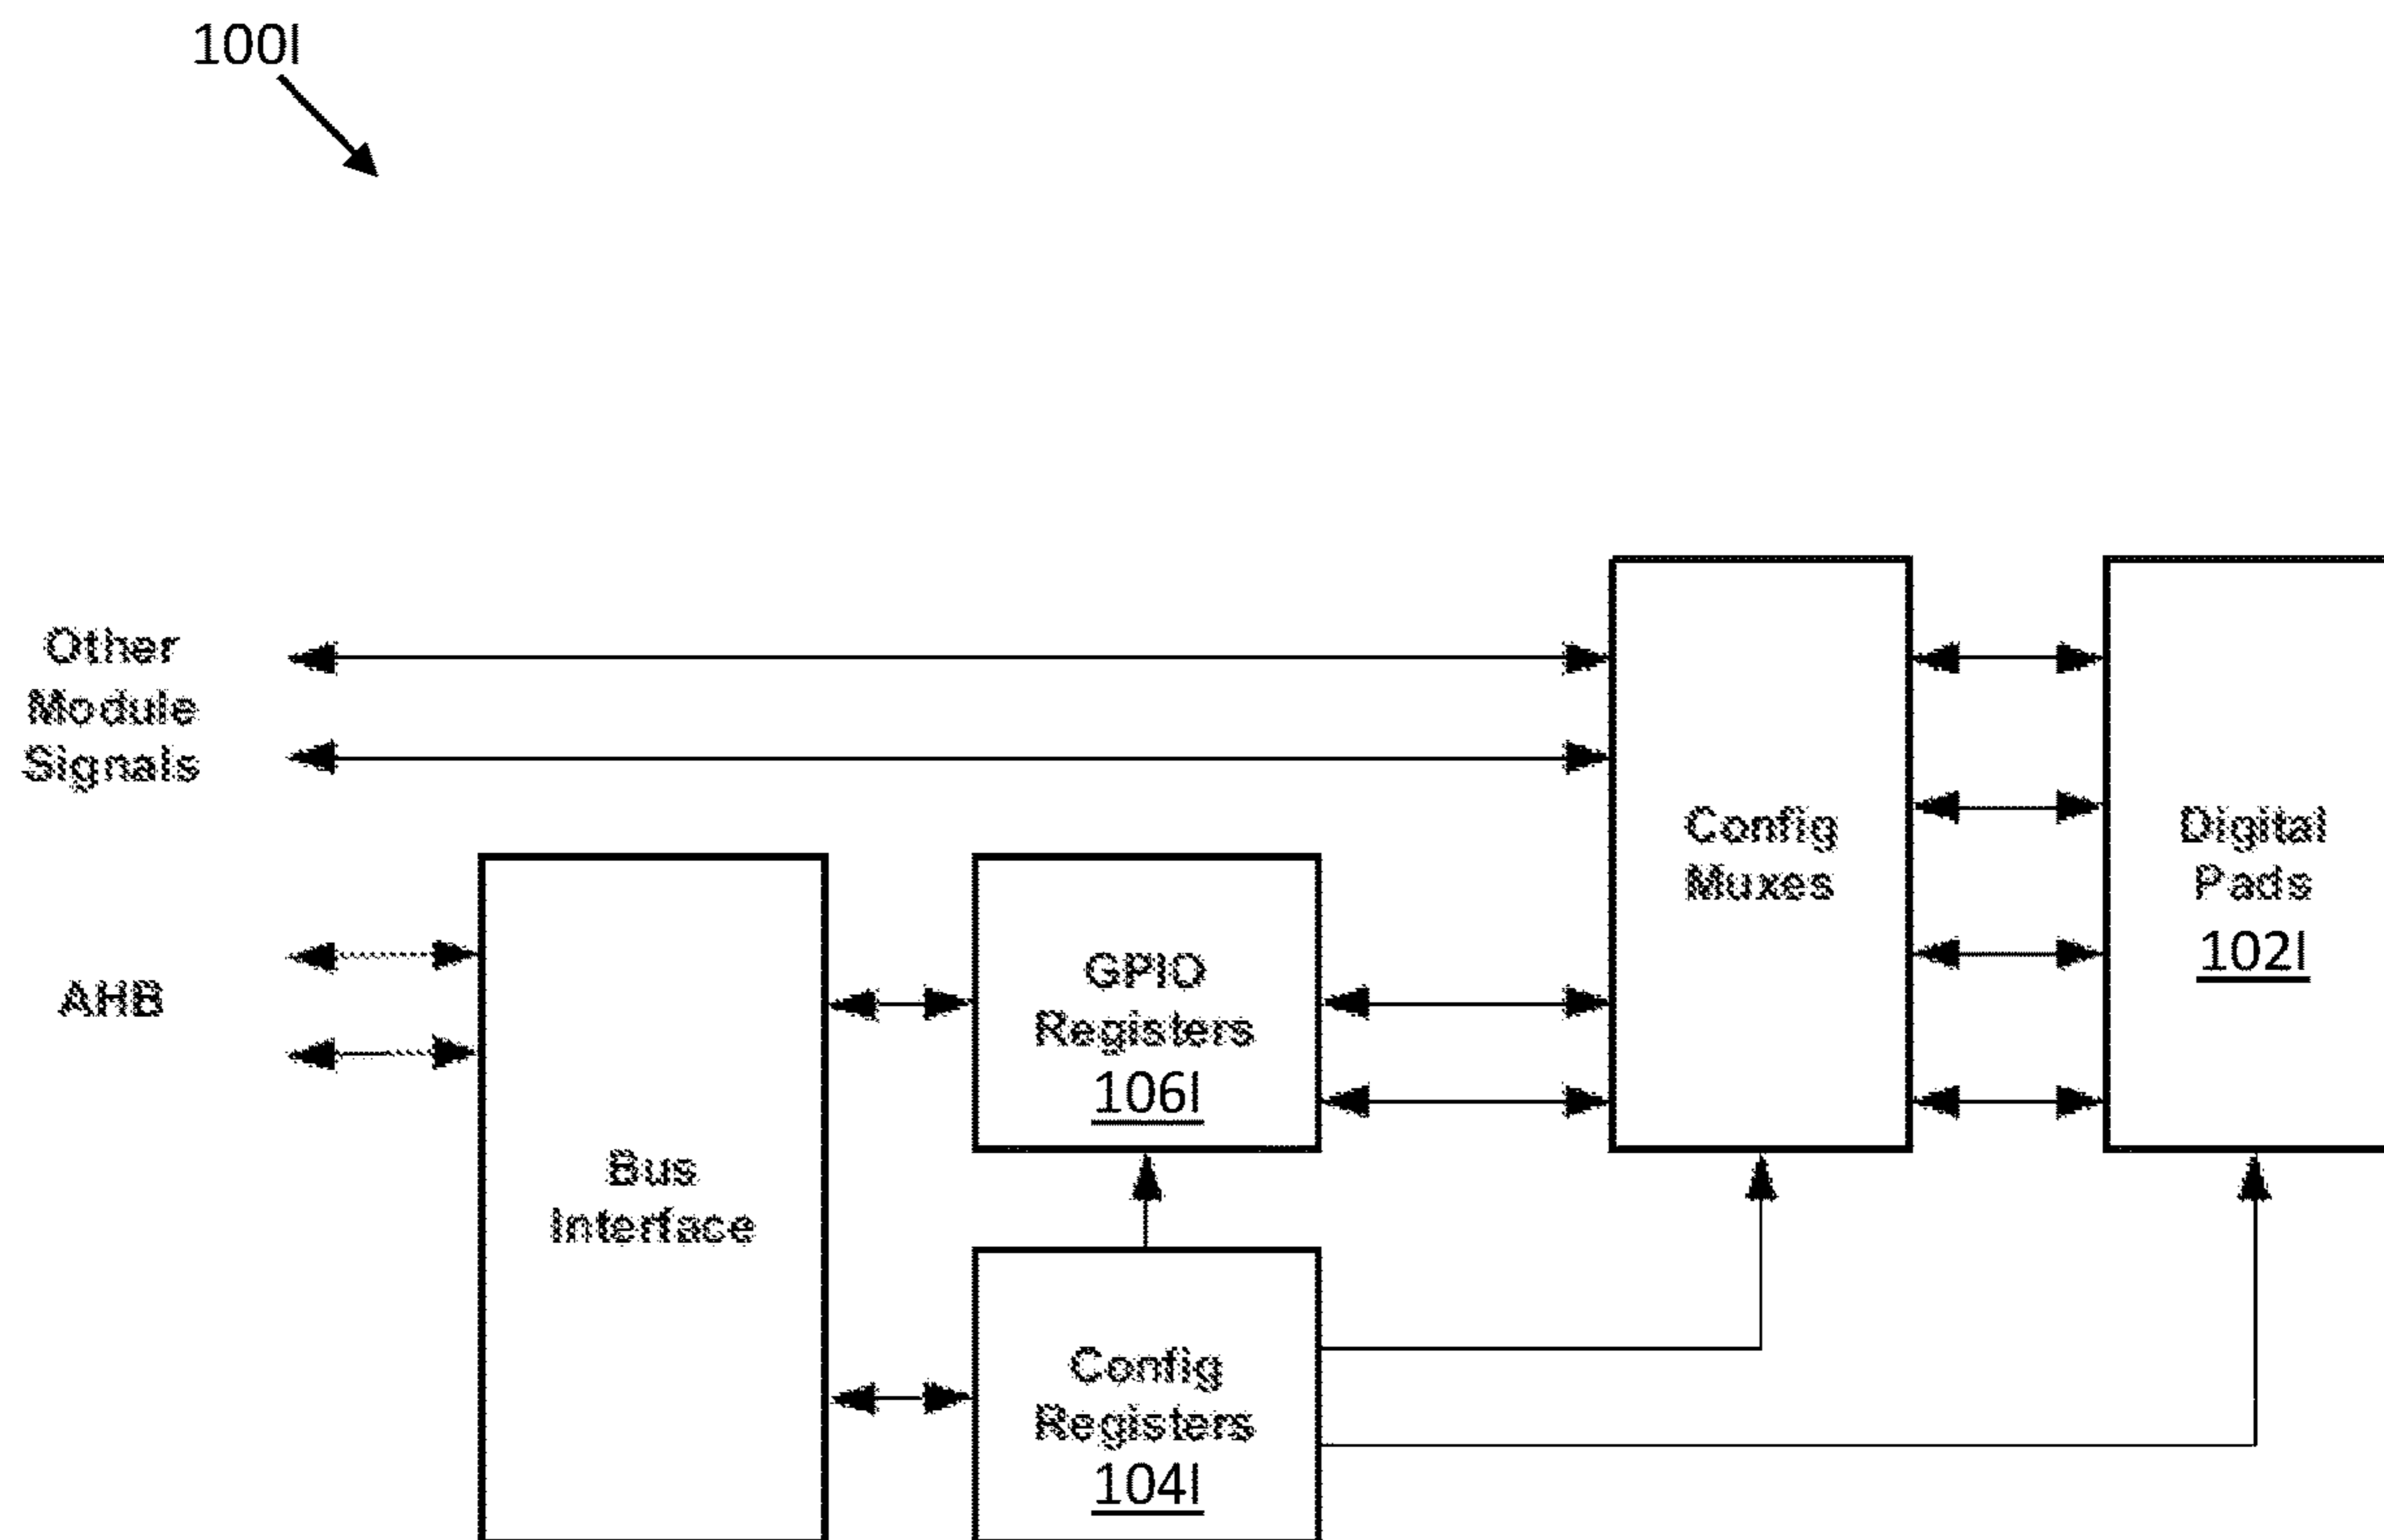 100I
Other
Module
Signals
AHB
Bus
Interface
GPIO
Registers
106I
Config
Registers
104I
Config
Muxes
Digital
Pads
102I